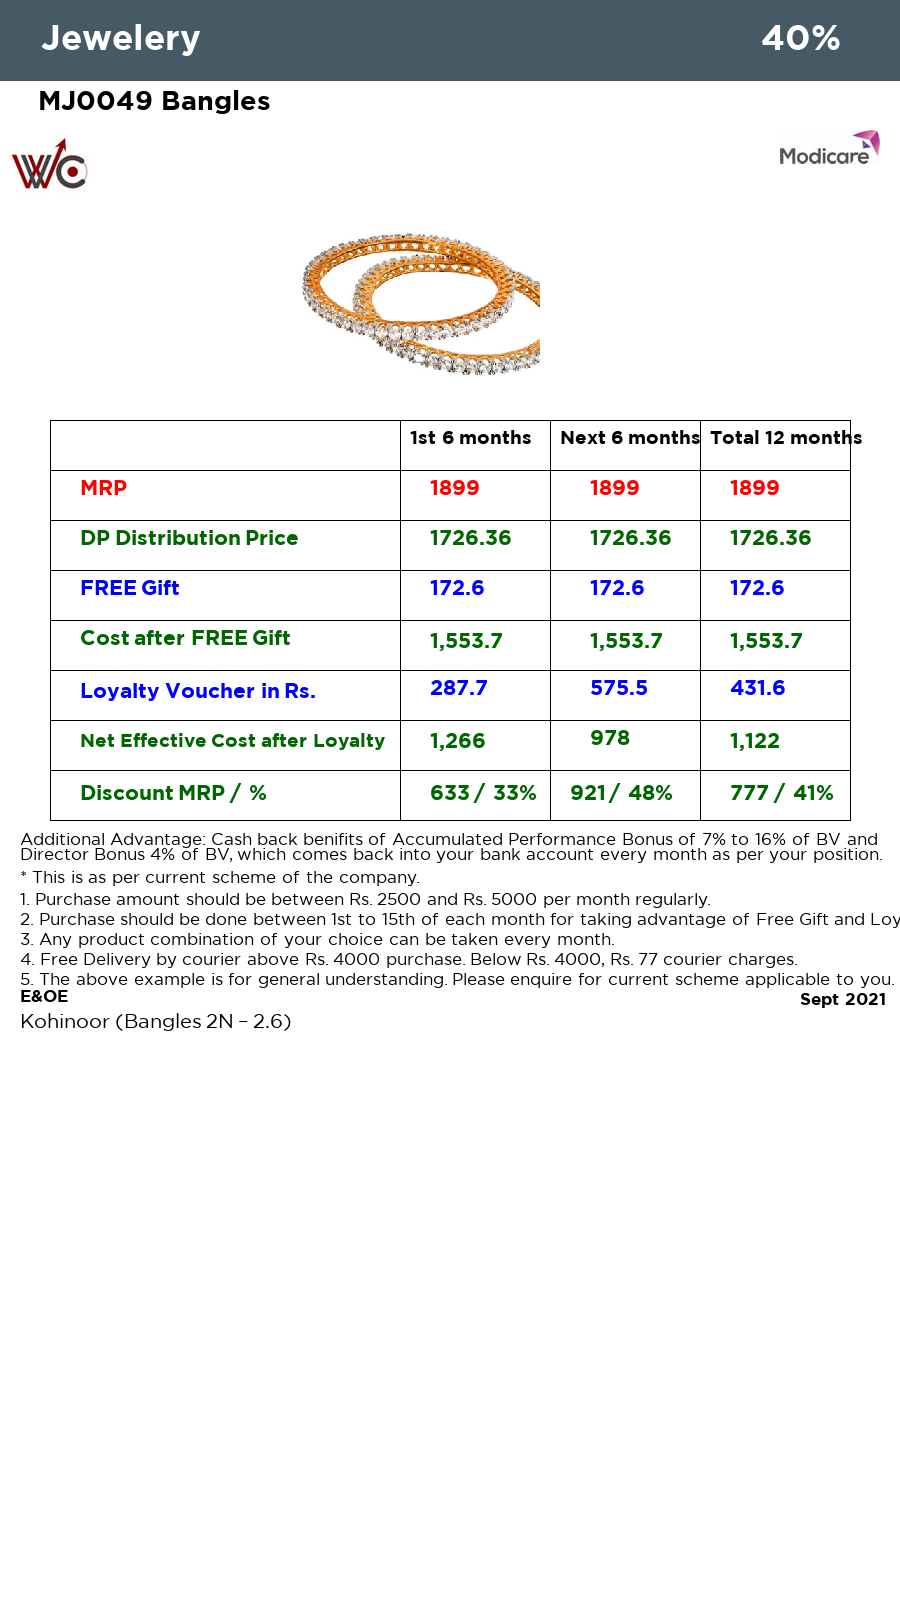 Jewelery 40%
MJ0049 Bangles
WC
Modicare
1st 6 months Next 6 months Total 12 months
MRP 1899 1899 1899
DP Distribution Price 1726.36 1726.36 1726.36
FREE Gift 172.6 172.6 172.6
Cost after FREE Gift 1,553.7 1,553.7 1,553.7
Loyalty Voucher in Rs. 287.7 575.5 431.6
Net Effective Cost after Loyalty 1,266 978 1,122
Discount MRP / % 633 / 33% 921 / 48% 777 / 41%
Additional Advantage: Cash back benifits of Accumulated Performance Bonus of 7% to 16% of BV and
Director Bonus 4% of BV, which comes back into your bank account every month as per your position.
* This is as per current scheme of the company.
1. Purchase amount should be between Rs. 2500 and Rs. 5000 per month regularly.
2. Purchase should be done between 1st to 15th of each month for taking advantage of Free Gift and Loy
3. Any product combination of your choice can be taken every month.
4. Free Delivery by courier above Rs. 4000 purchase. Below Rs. 4000, Rs. 77 courier charges.
5. The above example is for general understanding. Please enquire for current scheme applicable to you.
E&OE
Sept 2021
Kohinoor (Bangles 2N – 2.6)